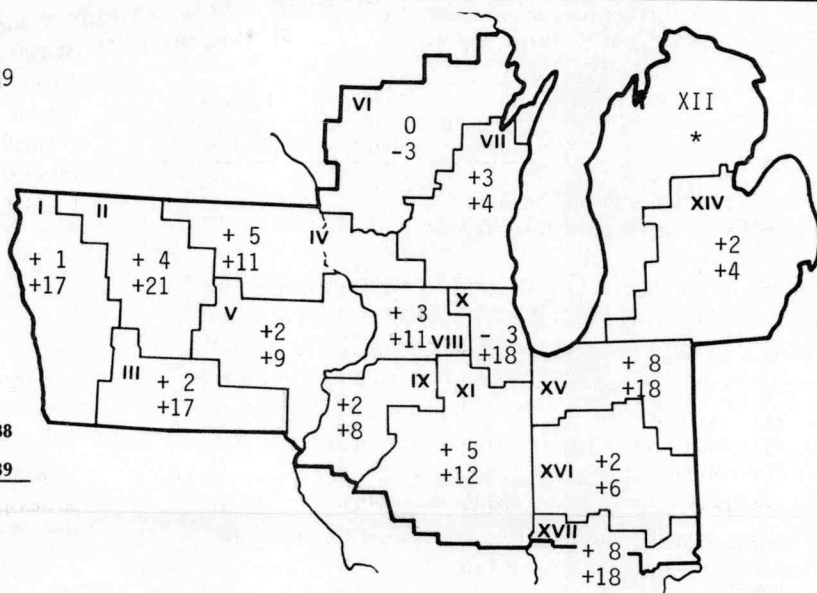 9
VI
0
-3
VII
+3
+4
XII
*
XIV
+2
+4
I
+ 1
+17
II
+ 4
+21
IV
+ 5
+11
V
+2
+9
III
+ 2
+17
VIII
+ 3
+11
X
- 3
+18
IX
+2
+8
XI
+ 5
+12
XV
+ 8
+18
XVI
+2
+6
XVII
+ 8
+18
38
39